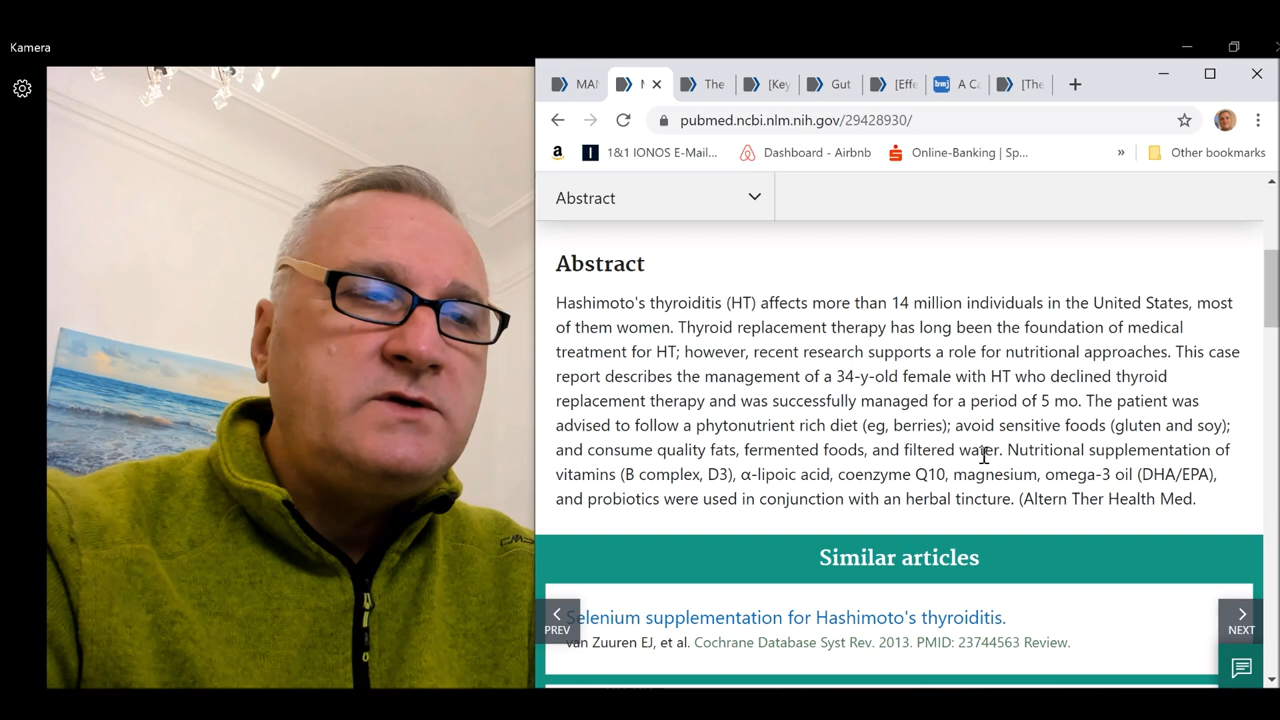 Kamera
MAN
M
The
[Key
Gut
[Effe
bmj
A Ca
[The
pubmed.ncbi.nlm.nih.gov/29428930/
1&1 IONOS E-Mail...
Dashboard - Airbnb
Online-Banking | Sp...
»
Other bookmarks
Abstract
Abstract
Hashimoto's thyroiditis (HT) affects more than 14 million individuals in the United States, most
of them women. Thyroid replacement therapy has long been the foundation of medical
treatment for HT; however, recent research supports a role for nutritional approaches. This case
report describes the management of a 34-y-old female with HT who declined thyroid
replacement therapy and was successfully managed for a period of 5 mo. The patient was
advised to follow a phytonutrient rich diet (eg, berries); avoid sensitive foods (gluten and soy);
and consume quality fats, fermented foods, and filtered water. Nutritional supplementation of
vitamins (B complex, D3), α-lipoic acid, coenzyme Q10, magnesium, omega-3 oil (DHA/EPA),
and probiotics were used in conjunction with an herbal tincture. (Altern Ther Health Med.
Similar articles
Selenium supplementation for Hashimoto's thyroiditis.
van Zuuren EJ, et al. Cochrane Database Syst Rev. 2013. PMID: 23744563 Review.
PREV
NEXT